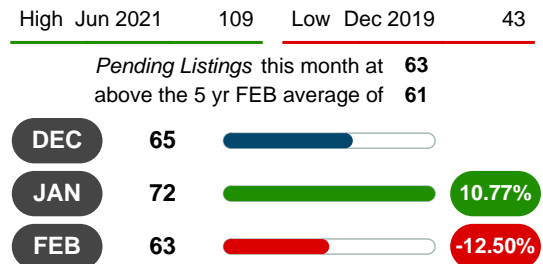 High Jun 2021 109 Low Dec 2019 43
Pending Listings this month at 63
above the 5 yr FEB average of 61
DEC 65
JAN 72 10.77%
FEB 63 -12.50%